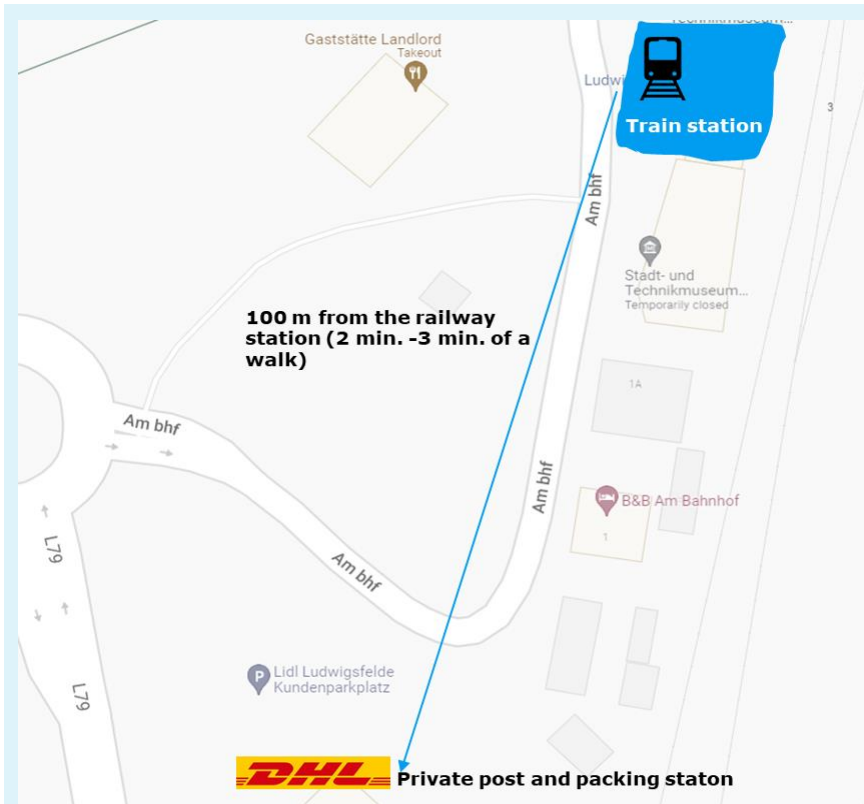 Technikmuseum...
Gaststätte Landlord
Takeout
Ludwi
Train station
3
Am bhf
Stadt- und
Technikmuseum...
Temporarily closed
100 m from the railway
station (2 min. -3 min. of a
walk)
1A
Am bhf
Am bhf
B&B Am Bahnhof
1
L79
Am bhf
Lidl Ludwigsfelde
Kundenparkplatz
L79
DHL
Private post and packing staton